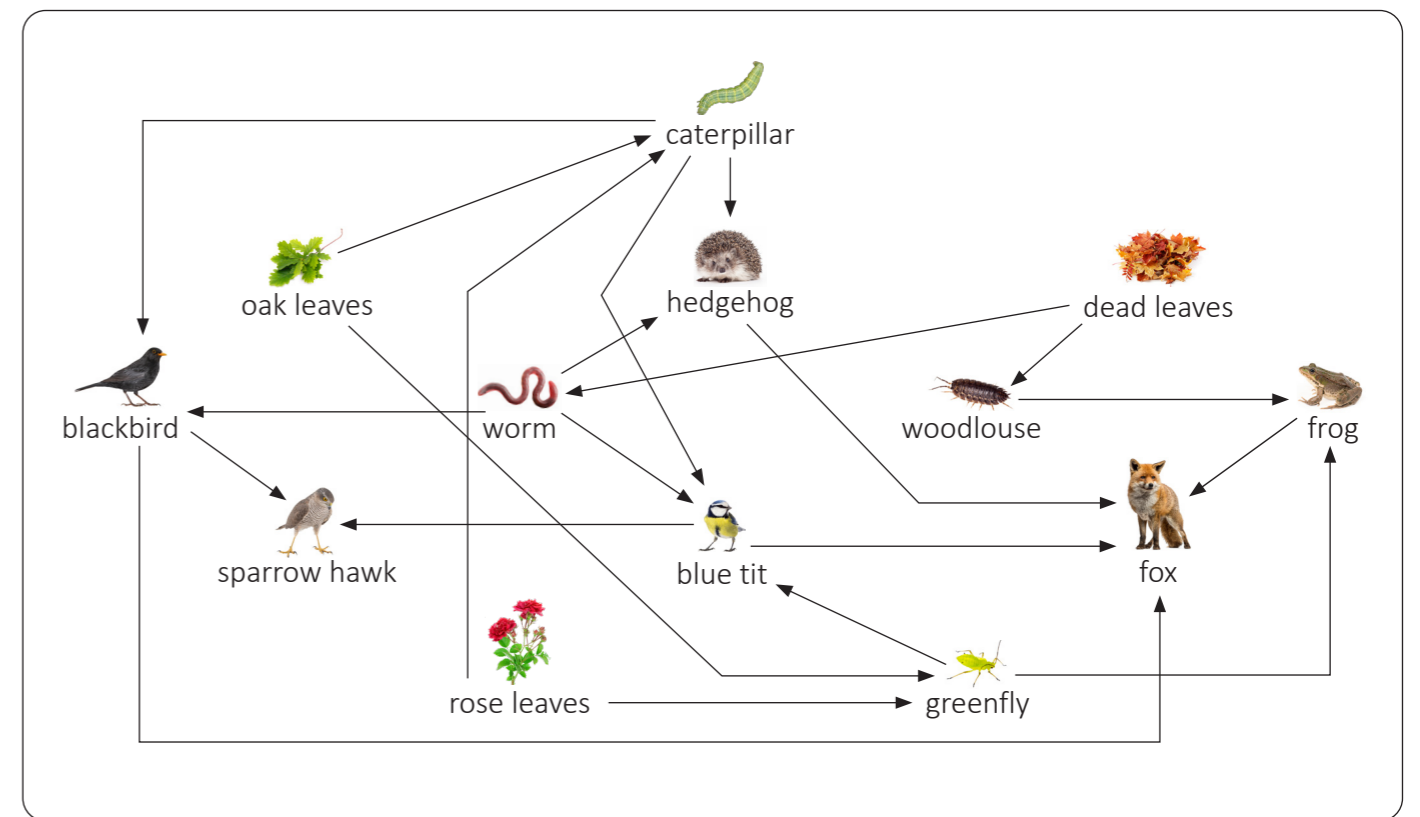 caterpillar
oak leaves
hedgehog
dead leaves
blackbird
worm
woodlouse
frog
sparrow hawk
blue tit
fox
rose leaves
greenfly